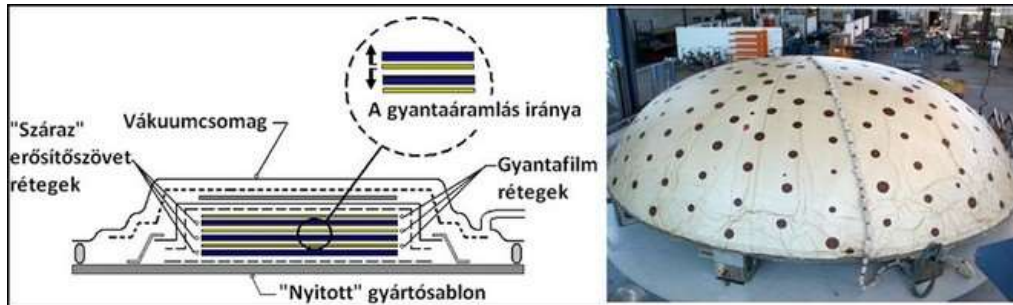 "Száraz"
erősítőszövet
rétegek
Vákuumcsomag
A gyantaáramlás iránya
Gyantafilm
rétegek
"Nyitott" gyártósablon